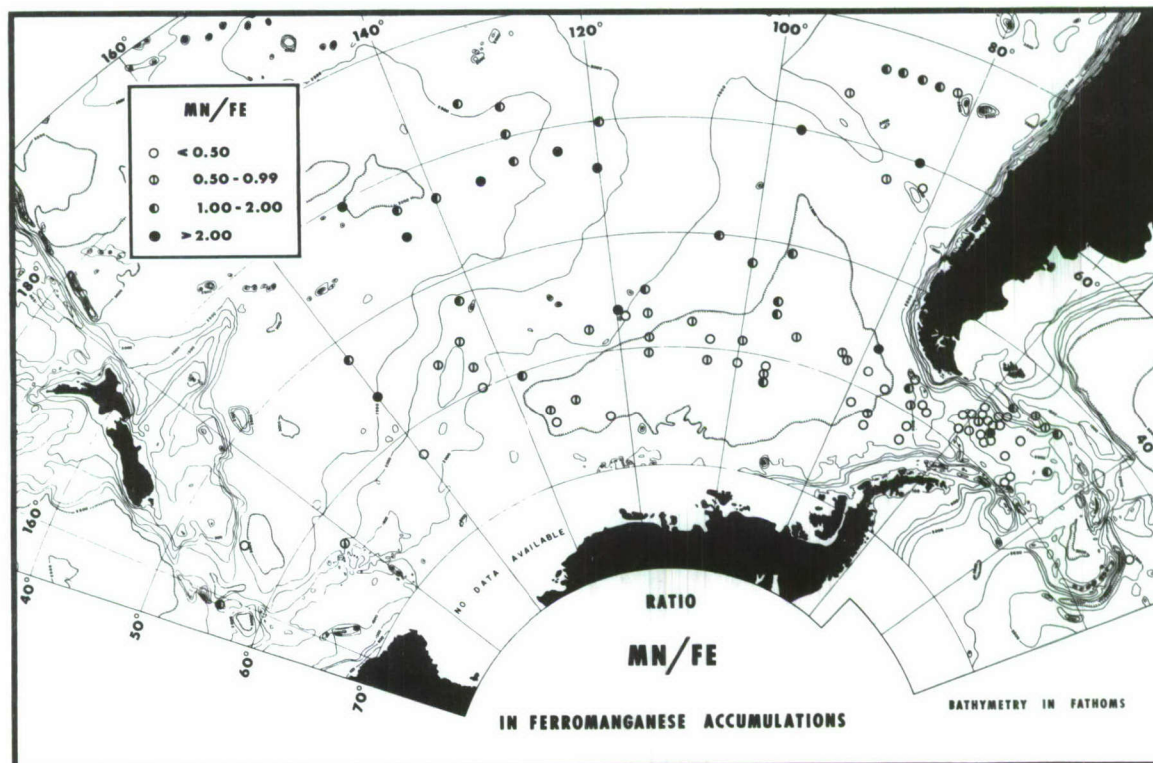 160°
140°
120°
100°
80°
MN/FE
< 0.50
0.50 - 0.99
1.00 - 2.00
> 2.00
180°
60°
40°
160°
40°
50°
60°
70°
NO DATA AVAILABLE
RATIO
MN/FE
IN FERROMANGANESE ACCUMULATIONS
BATHYMETRY IN FATHOMS